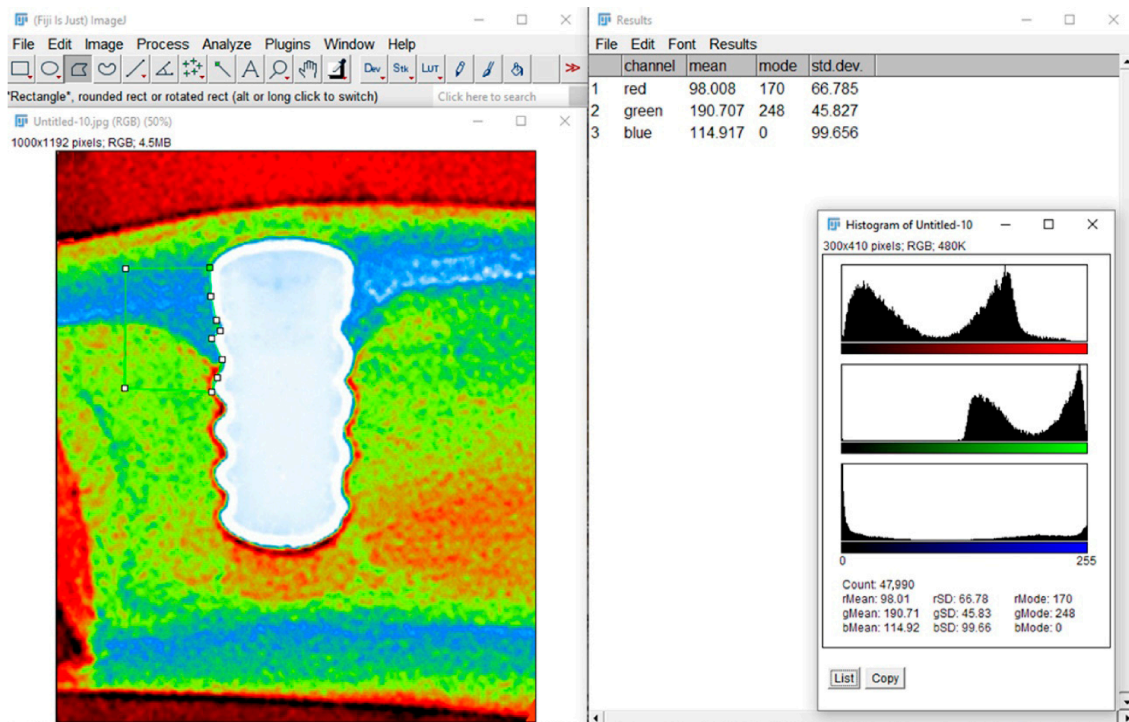 (Fiji Is Just) ImageJ
File Edit Image Process Analyze Plugins Window Help
Dev Stk LUT
"Rectangle", rounded rect or rotated rect (alt or long click to switch)
Click here to search
Untitled-10.jpg (RGB) (50%)
1000x1192 pixels; RGB; 4.5MB
Results
File Edit Font Results
channel mean mode std.dev.
1 red 98.008 170 66.785
2 green 190.707 248 45.827
3 blue 114.917 0 99.656
Histogram of Untitled-10
300x410 pixels; RGB; 480K
0 255
Count: 47,990
rMean: 98.01 rSD: 66.78 rMode: 170
gMean: 190.71 gSD: 45.83 gMode: 248
bMean: 114.92 bSD: 99.66 bMode: 0
List Copy